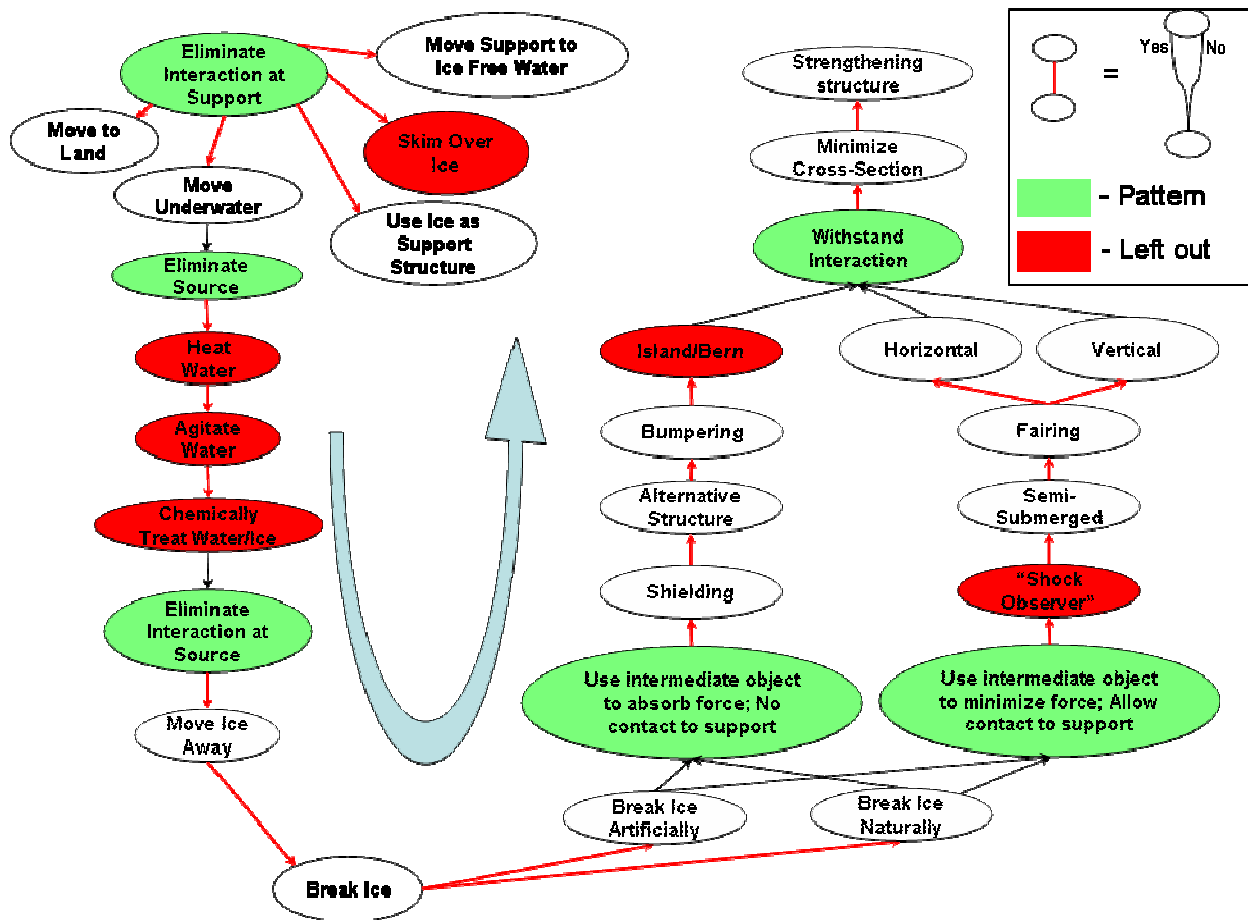 Eliminate
Interaction at
Support
Move Support to
Ice Free Water
Move to
Land
Skim Over
Ice
Move
Underwater
Use Ice as
Support
Structure
Eliminate
Source
Heat
Water
Agitate
Water
Chemically
Treat Water/Ice
Eliminate
Interaction at
Source
Move Ice
Away
Break Ice
Break Ice
Artificially
Break Ice
Naturally
Use intermediate object
to absorb force; No
contact to support
Use intermediate object
to minimize force; Allow
contact to support
Shielding
Alternative
Structure
Bumpering
Island/Bern
"Shock
Observer"
Semi-
Submerged
Fairing
Horizontal
Vertical
Withstand
Interaction
Minimize
Cross-Section
Strengthening
structure
Yes
No
=
- Pattern
- Left out